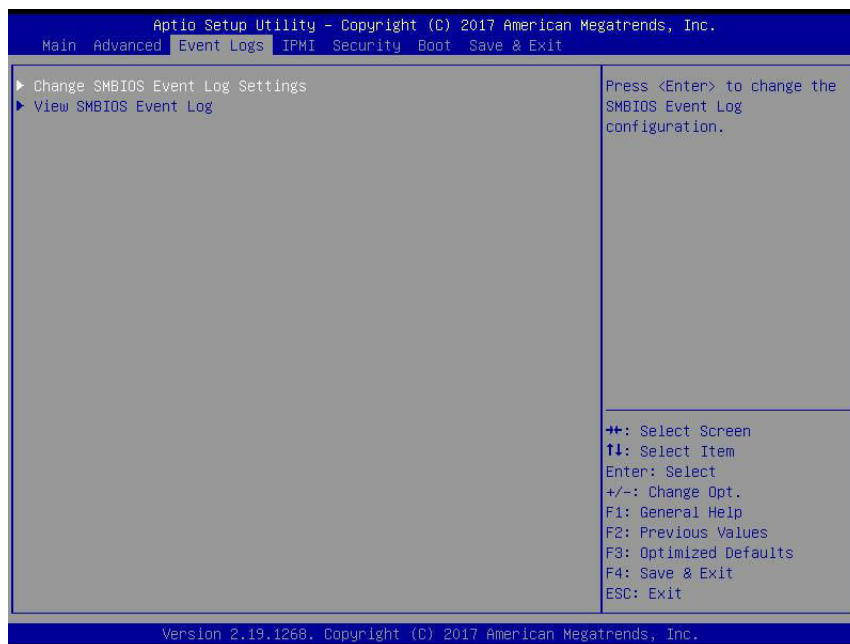 Aptio Setup Utility – Copyright (C) 2017 American Megatrends, Inc.
Main Advanced Event Logs IPMI Security Boot Save & Exit
▶ Change SMBIOS Event Log Settings
▶ View SMBIOS Event Log
Press <Enter> to change the
SMBIOS Event Log
configuration.
→←: Select Screen
↑↓: Select Item
Enter: Select
+/-: Change Opt.
F1: General Help
F2: Previous Values
F3: Optimized Defaults
F4: Save & Exit
ESC: Exit
Version 2.19.1268. Copyright (C) 2017 American Megatrends, Inc.